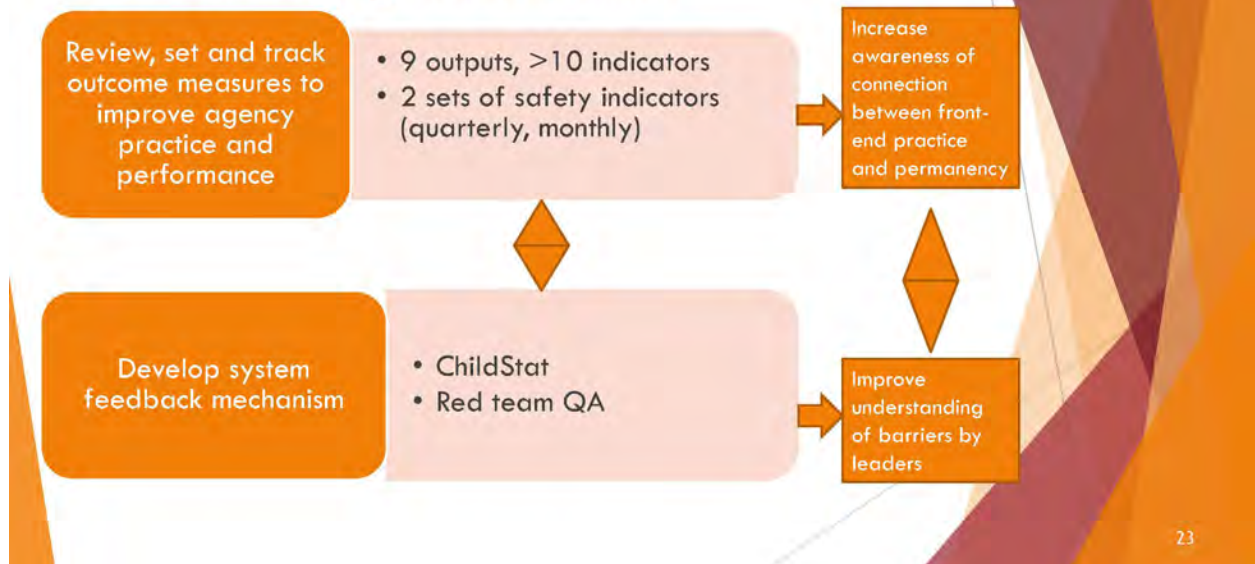 Review, set and track
outcome measures to
improve agency
practice and
performance
• 9 outputs, >10 indicators
• 2 sets of safety indicators
(quarterly, monthly)
Increase
awareness of
connection
between front-
end practice
and permanency
Develop system
feedback mechanism
• ChildStat
• Red team QA
Improve
understanding
of barriers by
leaders
23